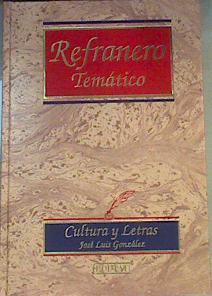 Refranero
Temático
Cultura y Letras
José Luis González